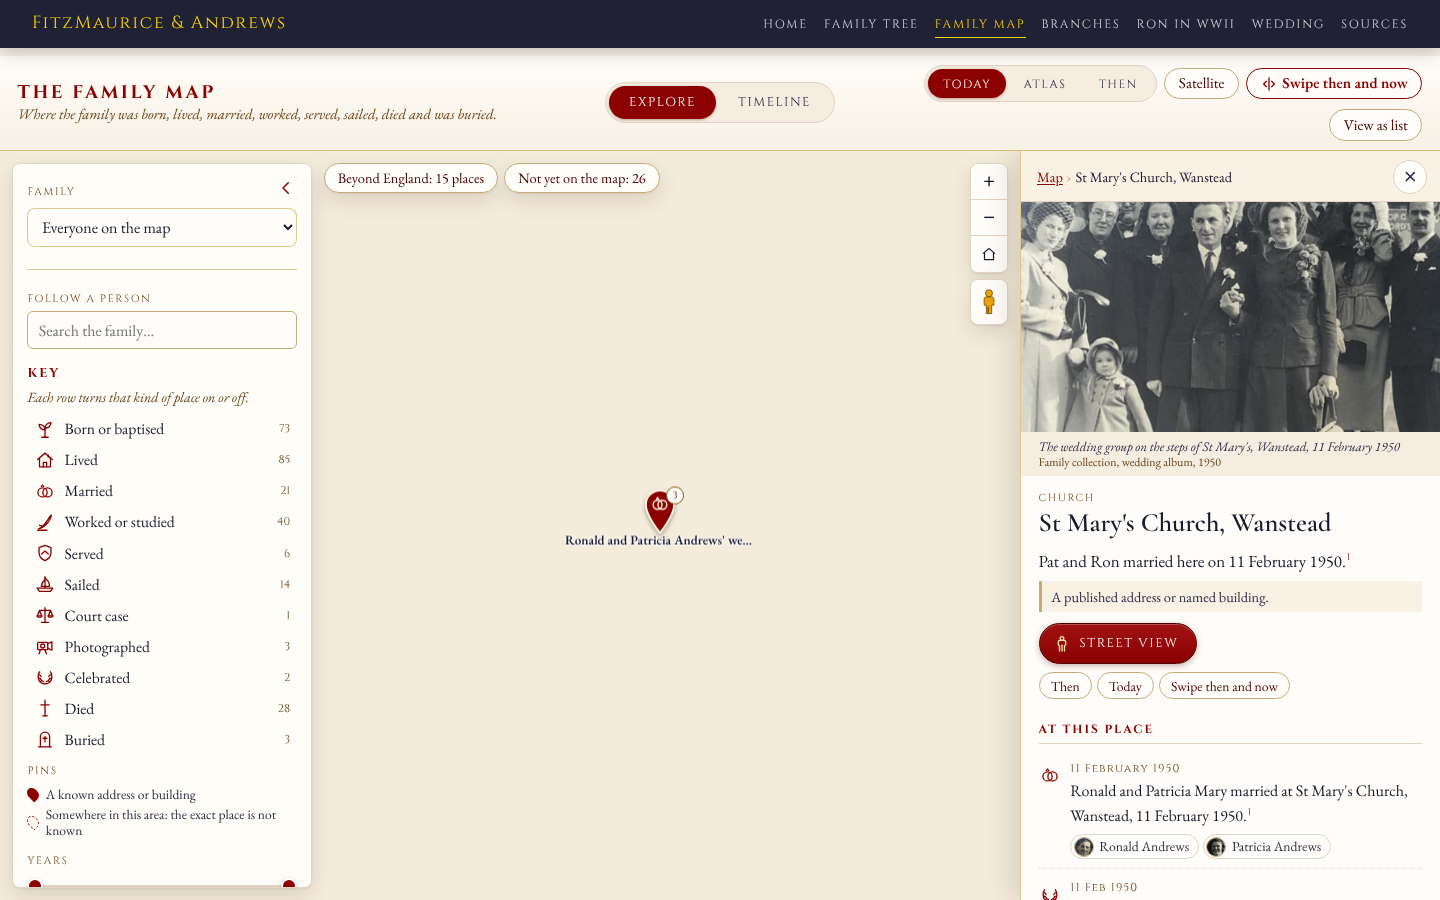 FitzMaurice & Andrews
HOME FAMILY TREE FAMILY MAP BRANCHES RON IN WWII WEDDING SOURCES
THE FAMILY MAP
Where the family was born, lived, married, worked, served, sailed, died and was buried.
EXPLORE TIMELINE
TODAY ATLAS THEN
Satellite
Swipe then and now
View as list
FAMILY
Everyone on the map
FOLLOW A PERSON
Search the family...
KEY
Each row turns that kind of place on or off.
Born or baptised 73
Lived 85
Married 21
Worked or studied 40
Served 6
Sailed 14
Court case 1
Photographed 3
Celebrated 2
Died 28
Buried 3
PINS
A known address or building
Somewhere in this area: the exact place is not
known
YEARS
Beyond England: 15 places
Not yet on the map: 26
+
−
3
Ronald and Patricia Andrews' we...
Map › St Mary's Church, Wanstead
The wedding group on the steps of St Mary's, Wanstead, 11 February 1950
Family collection, wedding album, 1950
CHURCH
St Mary's Church, Wanstead
Pat and Ron married here on 11 February 1950.1
A published address or named building.
STREET VIEW
Then
Today
Swipe then and now
AT THIS PLACE
11 FEBRUARY 1950
Ronald and Patricia Mary married at St Mary's Church,
Wanstead, 11 February 1950.1
Ronald Andrews
Patricia Andrews
11 FEB 1950